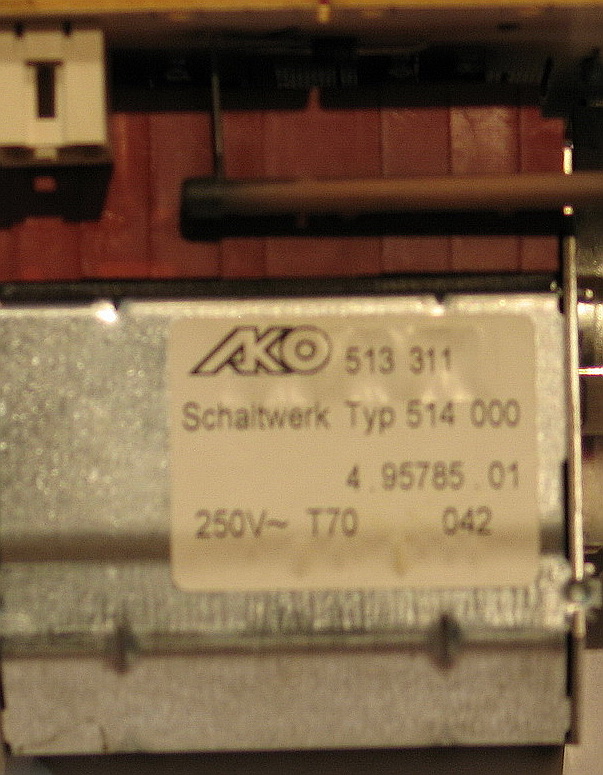 AKO 513 311
Schaltwerk Typ 514 000
4.95785.01
250V~ T70 042